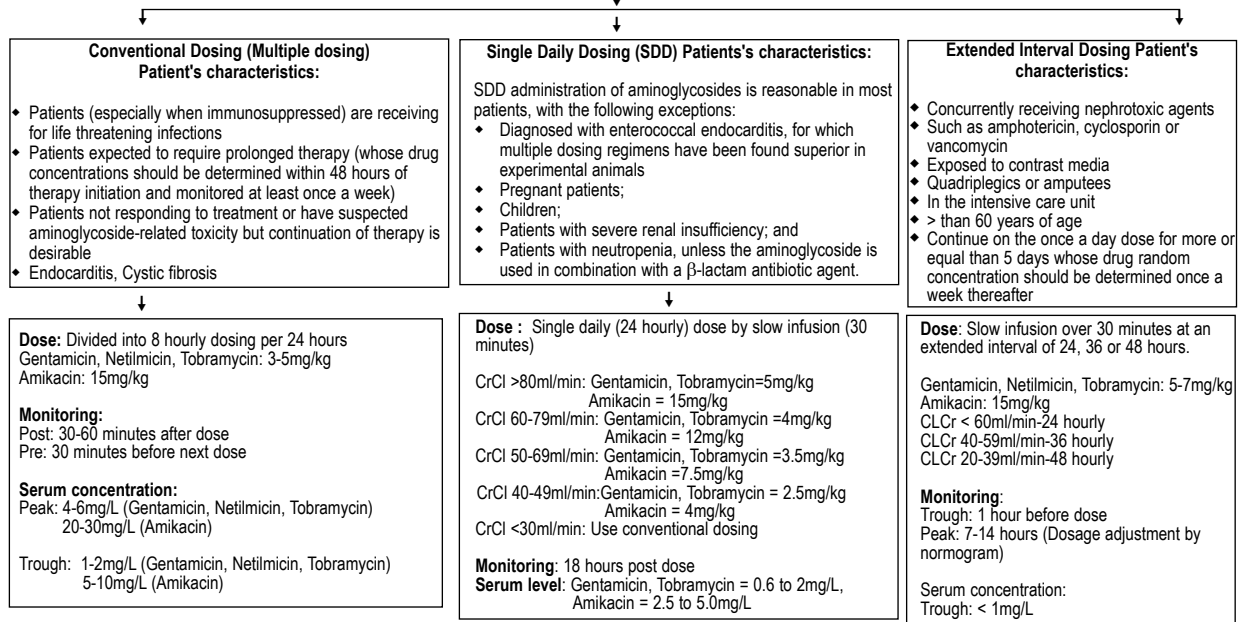 Conventional Dosing (Multiple dosing)
Patient's characteristics:
◆ Patients (especially when immunosuppressed) are receiving
for life threatening infections
◆ Patients expected to require prolonged therapy (whose drug
concentrations should be determined within 48 hours of
therapy initiation and monitored at least once a week)
◆ Patients not responding to treatment or have suspected
aminoglycoside-related toxicity but continuation of therapy is
desirable
◆ Endocarditis, Cystic fibrosis
Dose: Divided into 8 hourly dosing per 24 hours
Gentamicin, Netilmicin, Tobramycin: 3-5mg/kg
Amikacin: 15mg/kg
Monitoring:
Post: 30-60 minutes after dose
Pre: 30 minutes before next dose
Serum concentration:
Peak: 4-6mg/L (Gentamicin, Netilmicin, Tobramycin)
20-30mg/L (Amikacin)
Trough: 1-2mg/L (Gentamicin, Netilmicin, Tobramycin)
5-10mg/L (Amikacin)
Single Daily Dosing (SDD) Patients's characteristics:
SDD administration of aminoglycosides is reasonable in most
patients, with the following exceptions:
◆ Diagnosed with enterococcal endocarditis, for which
multiple dosing regimens have been found superior in
experimental animals
◆ Pregnant patients;
◆ Children;
◆ Patients with severe renal insufficiency; and
◆ Patients with neutropenia, unless the aminoglycoside is
used in combination with a β-lactam antibiotic agent.
Dose : Single daily (24 hourly) dose by slow infusion (30
minutes)
CrCl >80ml/min: Gentamicin, Tobramycin=5mg/kg
Amikacin = 15mg/kg
CrCl 60-79ml/min: Gentamicin, Tobramycin =4mg/kg
Amikacin = 12mg/kg
CrCl 50-69ml/min: Gentamicin, Tobramycin =3.5mg/kg
Amikacin =7.5mg/kg
CrCl 40-49ml/min:Gentamicin, Tobramycin = 2.5mg/kg
Amikacin = 4mg/kg
CrCl <30ml/min: Use conventional dosing
Monitoring: 18 hours post dose
Serum level: Gentamicin, Tobramycin = 0.6 to 2mg/L,
Amikacin = 2.5 to 5.0mg/L
Extended Interval Dosing Patient's
characteristics:
◆ Concurrently receiving nephrotoxic agents
◆ Such as amphotericin, cyclosporin or
vancomycin
◆ Exposed to contrast media
◆ Quadriplegics or amputees
◆ In the intensive care unit
◆ > than 60 years of age
◆ Continue on the once a day dose for more or
equal than 5 days whose drug random
concentration should be determined once a
week thereafter
Dose: Slow infusion over 30 minutes at an
extended interval of 24, 36 or 48 hours.
Gentamicin, Netilmicin, Tobramycin: 5-7mg/kg
Amikacin: 15mg/kg
CLCr < 60ml/min-24 hourly
CLCr 40-59ml/min-36 hourly
CLCr 20-39ml/min-48 hourly
Monitoring:
Trough: 1 hour before dose
Peak: 7-14 hours (Dosage adjustment by
normogram)
Serum concentration:
Trough: < 1mg/L